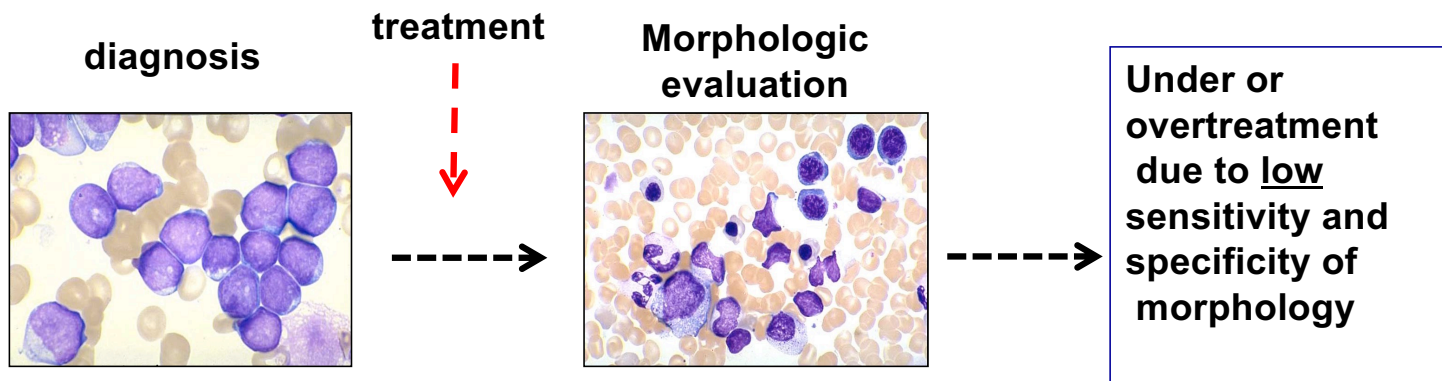 diagnosis
treatment
Morphologic
evaluation
Under or
overtreatment
due to low
sensitivity and
specificity of
morphology